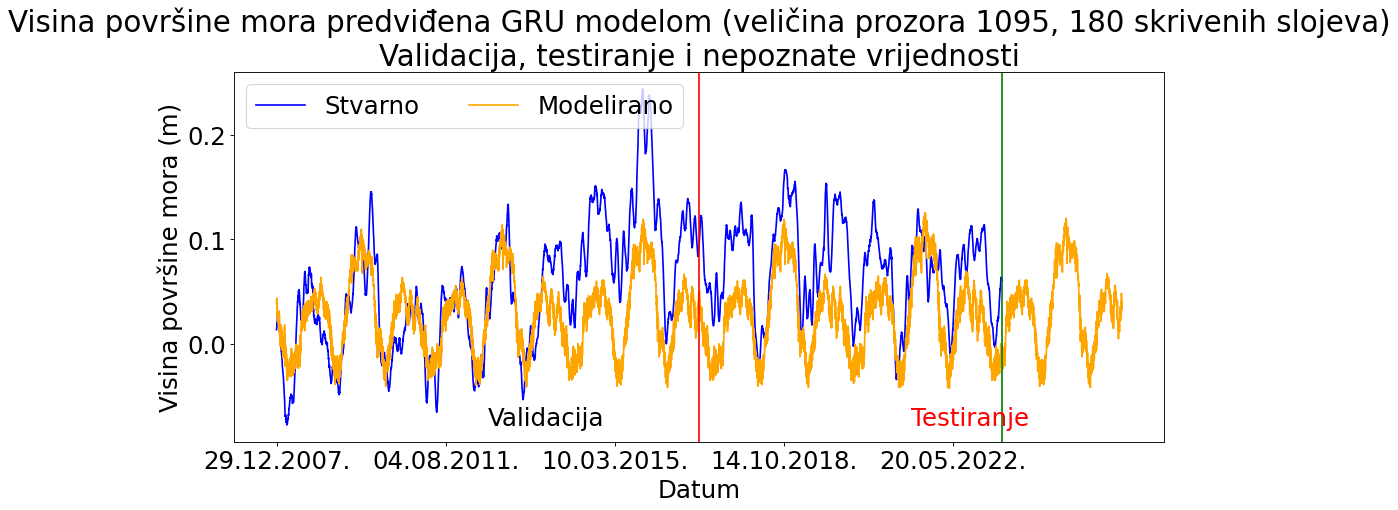 Visina površine mora predviđena GRU modelom (veličina prozora 1095, 180 skrivenih slojeva)
Validacija, testiranje i nepoznate vrijednosti
Stvarno
Modelirano
Visina površine mora (m)
0.2
0.1
0.0
Validacija
Testiranje
29.12.2007.
04.08.2011.
10.03.2015.
14.10.2018.
20.05.2022.
Datum